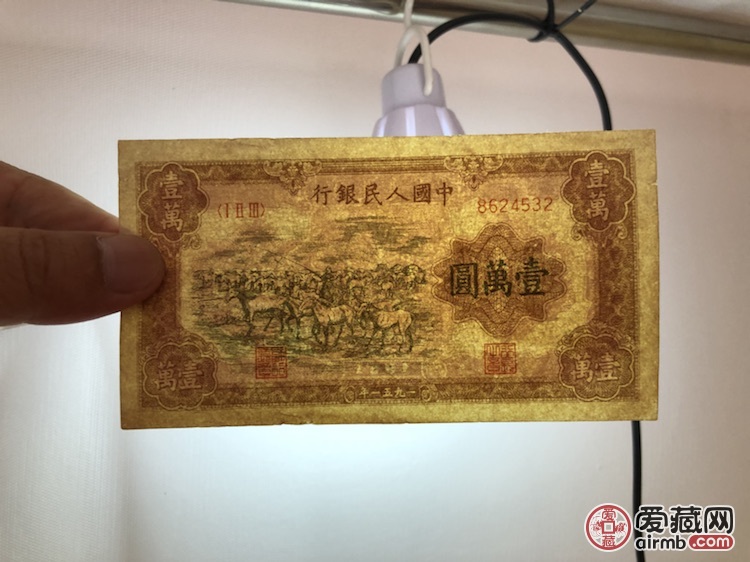 壹萬
壹萬
行銀民人國中
(I II III)
8624532
圓萬壹
萬壹
萬壹
年一五九一
爱藏网
airmb.com